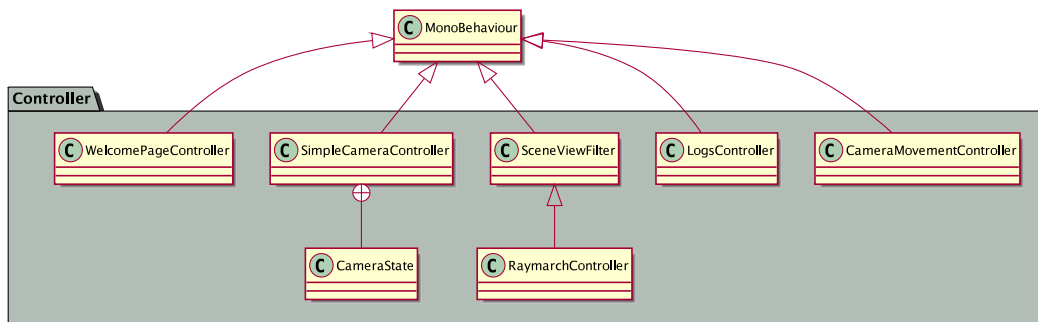 C MonoBehaviour
Controller
C WelcomePageController
C SimpleCameraController
C SceneViewFilter
C LogsController
C CameraMovementController
C CameraState
C RaymarchController